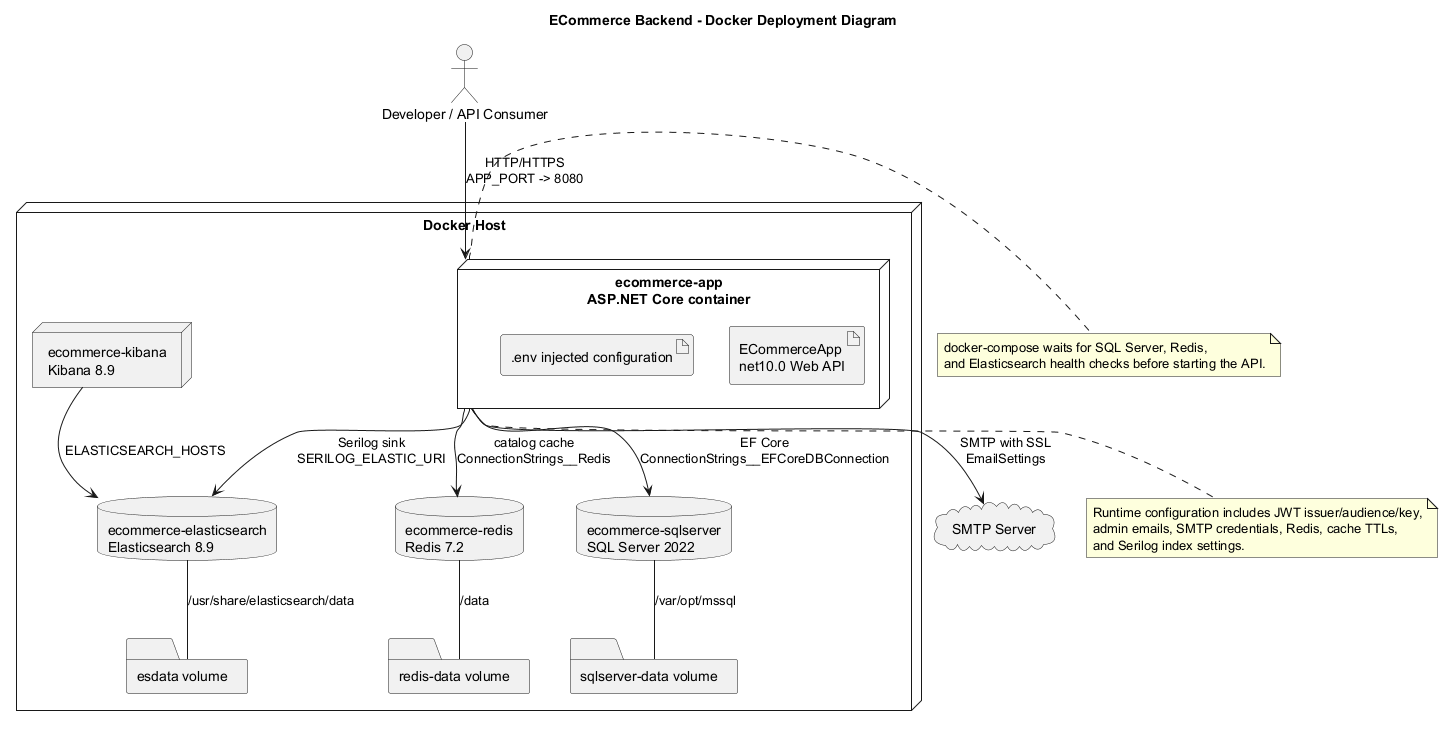 ECommerce Backend - Docker Deployment Diagram
Developer / API Consumer
HTTP/HTTPS
APP_PORT -> 8080
Docker Host
ecommerce-app
ASP.NET Core container
.env injected configuration
ECommerceApp
net10.0 Web API
docker-compose waits for SQL Server, Redis,
and Elasticsearch health checks before starting the API.
ecommerce-kibana
Kibana 8.9
ELASTICSEARCH_HOSTS
Serilog sink
SERILOG_ELASTIC_URI
catalog cache
ConnectionStrings__Redis
EF Core
ConnectionStrings__EFCoreDBConnection
SMTP with SSL
EmailSettings
ecommerce-elasticsearch
Elasticsearch 8.9
ecommerce-redis
Redis 7.2
ecommerce-sqlserver
SQL Server 2022
SMTP Server
Runtime configuration includes JWT issuer/audience/key,
admin emails, SMTP credentials, Redis, cache TTLs,
and Serilog index settings.
/usr/share/elasticsearch/data
/data
/var/opt/mssql
esdata volume
redis-data volume
sqlserver-data volume